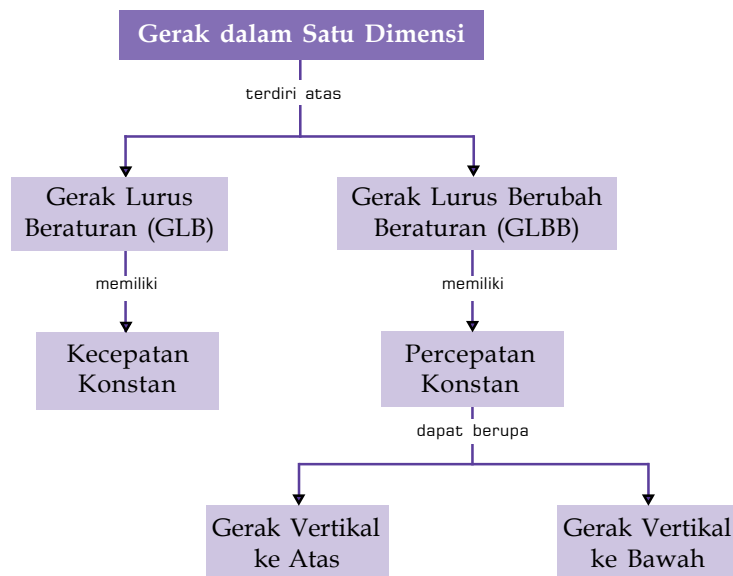 Gerak dalam Satu Dimensi
terdiri atas
Gerak Lurus
Beraturan (GLB)
Gerak Lurus Berubah
Beraturan (GLBB)
memiliki
memiliki
Kecepatan
Konstan
Percepatan
Konstan
dapat berupa
Gerak Vertikal
ke Atas
Gerak Vertikal
ke Bawah